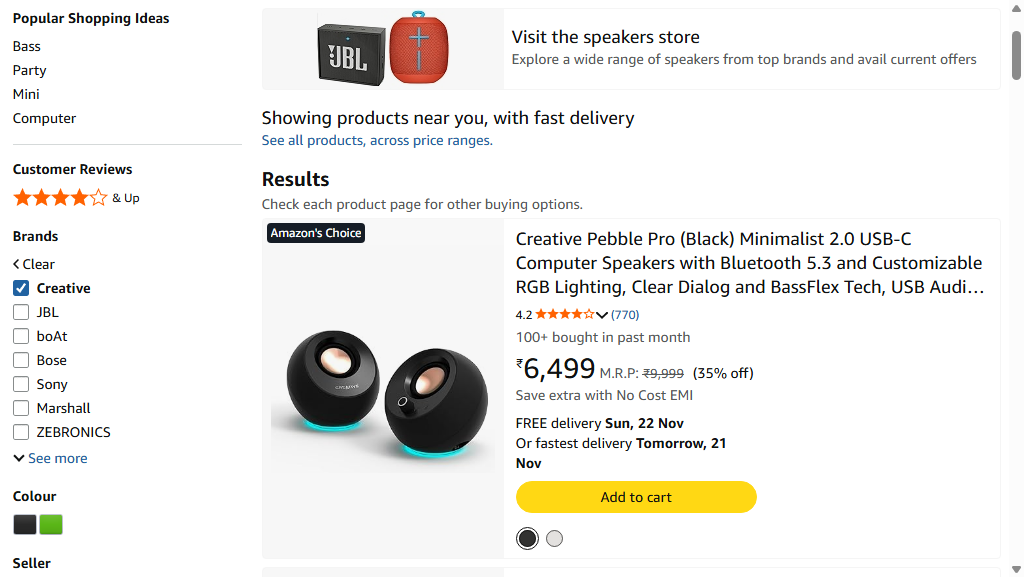 Popular Shopping Ideas
Bass
Party
Mini
Computer
Customer Reviews
& Up
Brands
Clear
Creative
JBL
boAt
Bose
Sony
Marshall
ZEBRONICS
See more
Colour
Seller
JBL
Visit the speakers store
Explore a wide range of speakers from top brands and avail current offers
Showing products near you, with fast delivery
See all products, across price ranges.
Results
Check each product page for other buying options.
Amazon's Choice
CREATIVE
Creative Pebble Pro (Black) Minimalist 2.0 USB-C
Computer Speakers with Bluetooth 5.3 and Customizable
RGB Lighting, Clear Dialog and BassFlex Tech, USB Audi…
4.2 (770)
100+ bought in past month
₹6,499 M.R.P: ₹9,999 (35% off)
Save extra with No Cost EMI
FREE delivery Sun, 22 Nov
Or fastest delivery Tomorrow, 21
Nov
Add to cart